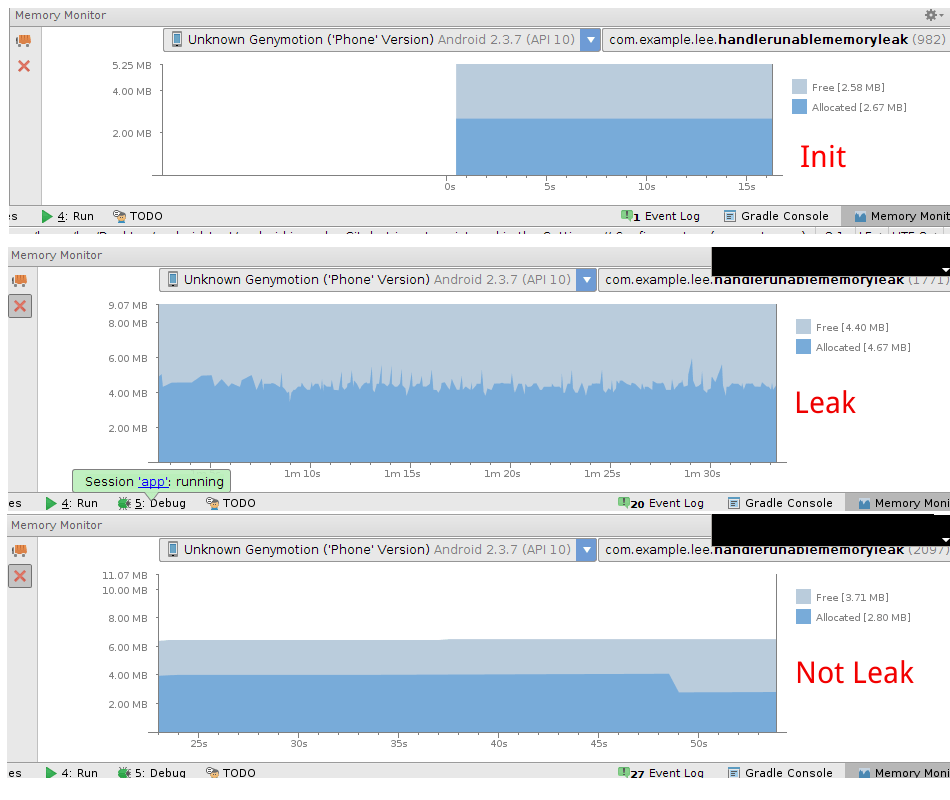 Memory Monitor
Unknown Genymotion ('Phone' Version) Android 2.3.7 (API 10) com.example.lee.handlerunablememoryleak (982)
5.25 MB
4.00 MB
2.00 MB
Free [2.58 MB]
Allocated [2.67 MB]
Init
0s 5s 10s 15s
es 4: Run TODO 1 Event Log Gradle Console Memory Monit
Memory Monitor
Unknown Genymotion ('Phone' Version) Android 2.3.7 (API 10) com.example.lee.handlerunablememoryleak (1771)
9.07 MB
8.00 MB
6.00 MB
4.00 MB
2.00 MB
Free [4.40 MB]
Allocated [4.67 MB]
Leak
1m 10s 1m 15s 1m 20s 1m 25s 1m 30s
Session 'app': running
es 4: Run 5: Debug TODO 20 Event Log Gradle Console Memory Moni
Memory Monitor
Unknown Genymotion ('Phone' Version) Android 2.3.7 (API 10) com.example.lee.handlerunablememoryleak (2097)
11.07 MB
10.00 MB
8.00 MB
6.00 MB
4.00 MB
2.00 MB
Free [3.71 MB]
Allocated [2.80 MB]
Not Leak
25s 30s 35s 40s 45s 50s
es 4: Run 5: Debug TODO 27 Event Log Gradle Console Memory Moni